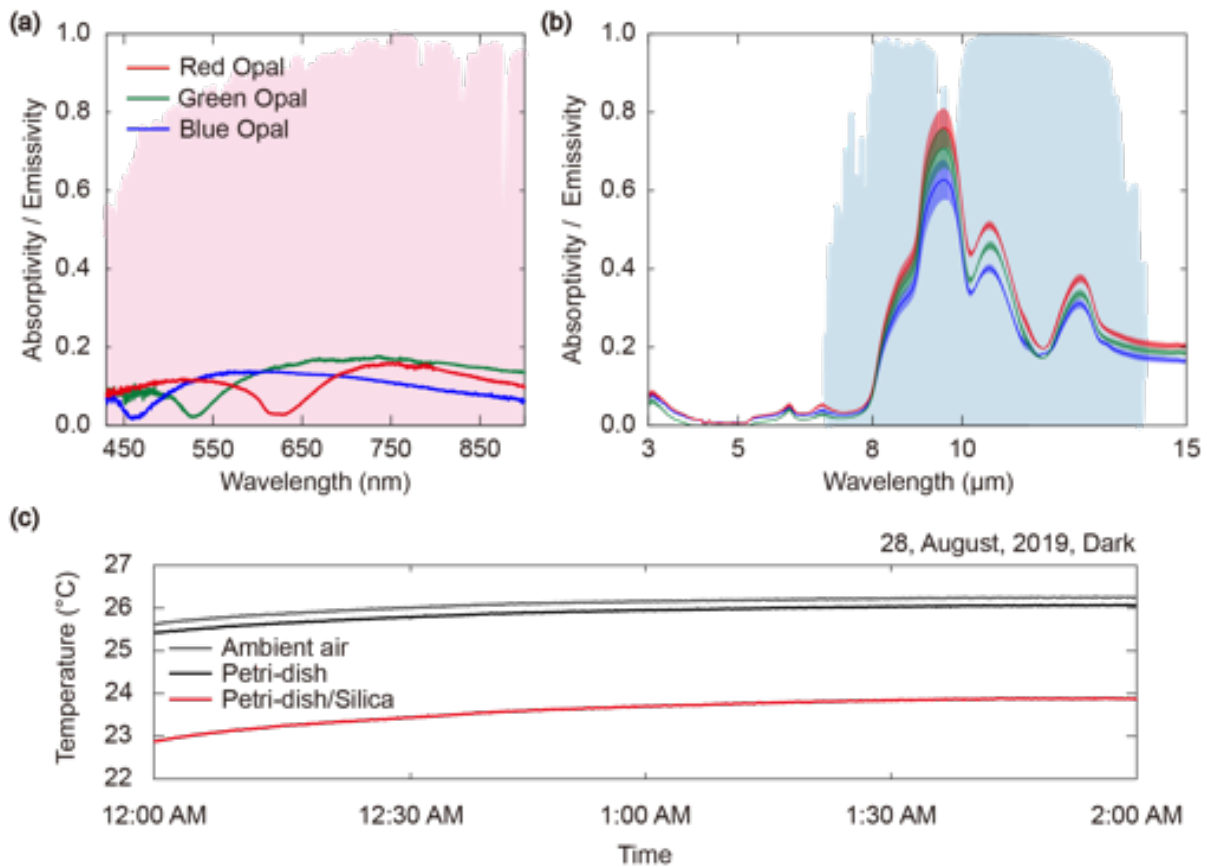 (a)
1.0
0.8
0.6
0.4
0.2
0.0
Absorptivity / Emissivity
Red Opal
Green Opal
Blue Opal
450
550
650
750
850
Wavelength (nm)
(b)
1.0
0.8
0.6
0.4
0.2
0.0
Absorptivity / Emissivity
3
5
8
10
15
Wavelength (μm)
(c)
28, August, 2019, Dark
27
26
25
24
23
22
Temperature (°C)
Ambient air
Petri-dish
Petri-dish/Silica
12:00 AM
12:30 AM
1:00 AM
1:30 AM
2:00 AM
Time